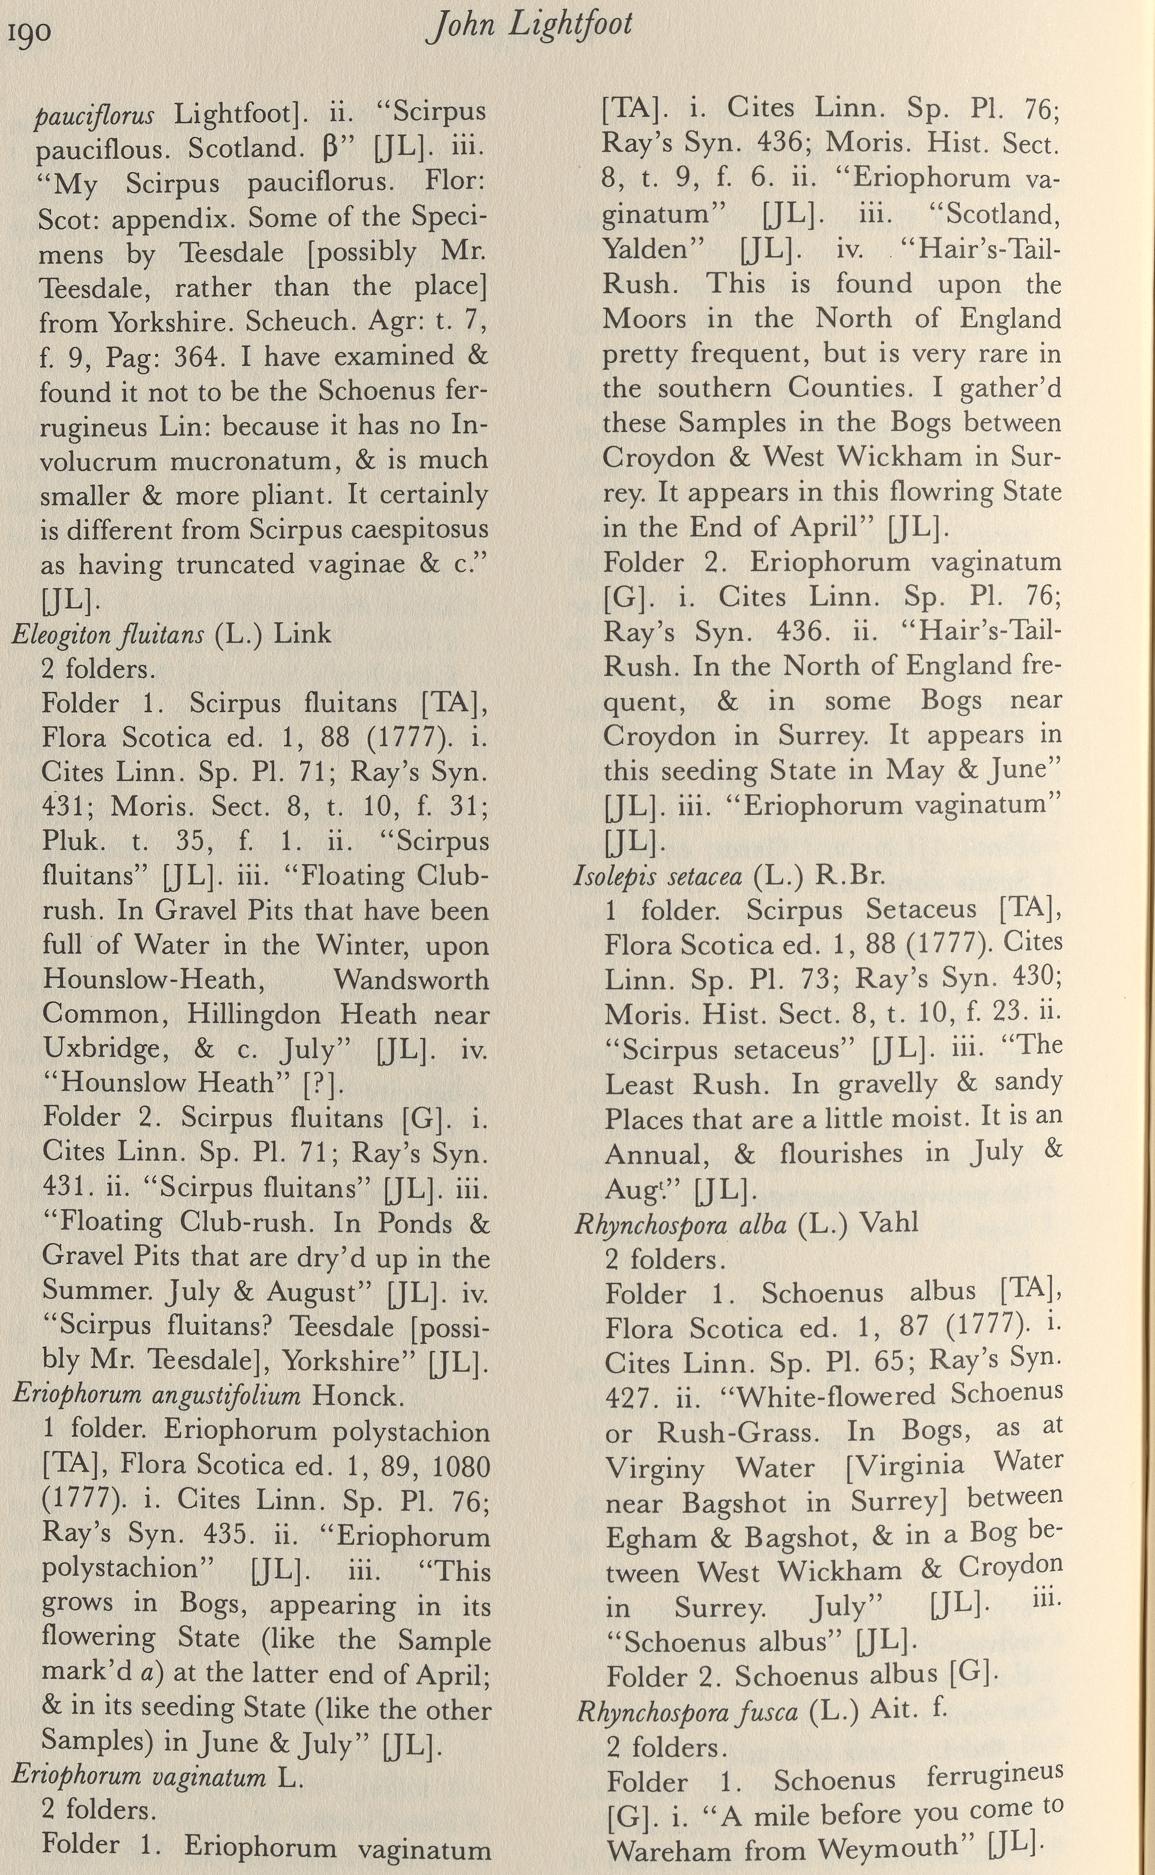 190
John Lightfoot
pauciflorus Lightfoot]. ii. “Scirpus
pauciflous. Scotland. β” [JL]. iii.
“My Scirpus pauciflorus. Flor:
Scot: appendix. Some of the Speci-
mens by Teesdale [possibly Mr.
Teesdale, rather than the place]
from Yorkshire. Scheuch. Agr: t. 7,
f. 9, Pag: 364. I have examined &
found it not to be the Schoenus fer-
rugineus Lin: because it has no In-
volucrum mucronatum, & is much
smaller & more pliant. It certainly
is different from Scirpus caespitosus
as having truncated vaginae & c.”
[JL].
Eleogiton fluitans (L.) Link
2 folders.
Folder 1. Scirpus fluitans [TA],
Flora Scotica ed. 1, 88 (1777). i.
Cites Linn. Sp. Pl. 71; Ray’s Syn.
431; Moris. Sect. 8, t. 10, f. 31;
Pluk. t. 35, f. 1. ii. “Scirpus
fluitans” [JL]. iii. “Floating Club-
rush. In Gravel Pits that have been
full of Water in the Winter, upon
Hounslow-Heath, Wandsworth
Common, Hillingdon Heath near
Uxbridge, & c. July” [JL]. iv.
“Hounslow Heath” [?].
Folder 2. Scirpus fluitans [G]. i.
Cites Linn. Sp. Pl. 71; Ray’s Syn.
431. ii. “Scirpus fluitans” [JL]. iii.
“Floating Club-rush. In Ponds &
Gravel Pits that are dry’d up in the
Summer. July & August” [JL]. iv.
“Scirpus fluitans? Teesdale [possi-
bly Mr. Teesdale], Yorkshire” [JL].
Eriophorum angustifolium Honck.
1 folder. Eriophorum polystachion
[TA], Flora Scotica ed. 1, 89, 1080
(1777). i. Cites Linn. Sp. Pl. 76;
Ray’s Syn. 435. ii. “Eriophorum
polystachion” [JL]. iii. “This
grows in Bogs, appearing in its
flowering State (like the Sample
mark’d a) at the latter end of April;
& in its seeding State (like the other
Samples) in June & July” [JL].
Eriophorum vaginatum L.
2 folders.
Folder 1. Eriophorum vaginatum
[TA]. i. Cites Linn. Sp. Pl. 76;
Ray’s Syn. 436; Moris. Hist. Sect.
8, t. 9, f. 6. ii. “Eriophorum va-
ginatum” [JL]. iii. “Scotland,
Yalden” [JL]. iv. “Hair’s-Tail-
Rush. This is found upon the
Moors in the North of England
pretty frequent, but is very rare in
the southern Counties. I gather’d
these Samples in the Bogs between
Croydon & West Wickham in Sur-
rey. It appears in this flowring State
in the End of April” [JL].
Folder 2. Eriophorum vaginatum
[G]. i. Cites Linn. Sp. Pl. 76;
Ray’s Syn. 436. ii. “Hair’s-Tail-
Rush. In the North of England fre-
quent, & in some Bogs near
Croydon in Surrey. It appears in
this seeding State in May & June”
[JL]. iii. “Eriophorum vaginatum”
[JL].
Isolepis setacea (L.) R.Br.
1 folder. Scirpus Setaceus [TA],
Flora Scotica ed. 1, 88 (1777). Cites
Linn. Sp. Pl. 73; Ray’s Syn. 430;
Moris. Hist. Sect. 8, t. 10, f. 23. ii.
“Scirpus setaceus” [JL]. iii. “The
Least Rush. In gravelly & sandy
Places that are a little moist. It is an
Annual, & flourishes in July &
Augᵗ.” [JL].
Rhynchospora alba (L.) Vahl
2 folders.
Folder 1. Schoenus albus [TA],
Flora Scotica ed. 1, 87 (1777). i.
Cites Linn. Sp. Pl. 65; Ray’s Syn.
427. ii. “White-flowered Schoenus
or Rush-Grass. In Bogs, as at
Virginy Water [Virginia Water
near Bagshot in Surrey] between
Egham & Bagshot, & in a Bog be-
tween West Wickham & Croydon
in Surrey. July” [JL]. iii.
“Schoenus albus” [JL].
Folder 2. Schoenus albus [G].
Rhynchospora fusca (L.) Ait. f.
2 folders.
Folder 1. Schoenus ferrugineus
[G]. i. “A mile before you come to
Wareham from Weymouth” [JL].